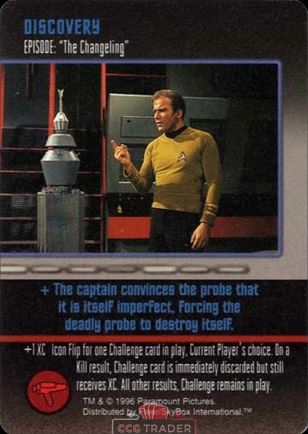 DISCOVERY
EPISODE: "The Changeling"
+ The captain convinces the probe that
it is itself imperfect, forcing the
deadly probe to destroy itself.
+1 XC Icon Flip for one Challenge card in play, Current Player's choice. On a
Kill result, Challenge card is immediately discarded but still
receives XC. All other results, Challenge remains in play.
TM & © 1996 Paramount Pictures.
Distributed by SkyBox International.™
CCG TRADER